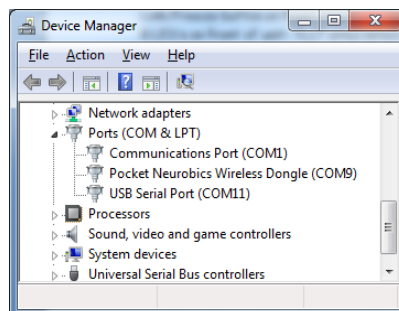 Device Manager
File Action View Help
Network adapters
Ports (COM & LPT)
Communications Port (COM1)
Pocket Neurobics Wireless Dongle (COM9)
USB Serial Port (COM11)
Processors
Sound, video and game controllers
System devices
Universal Serial Bus controllers